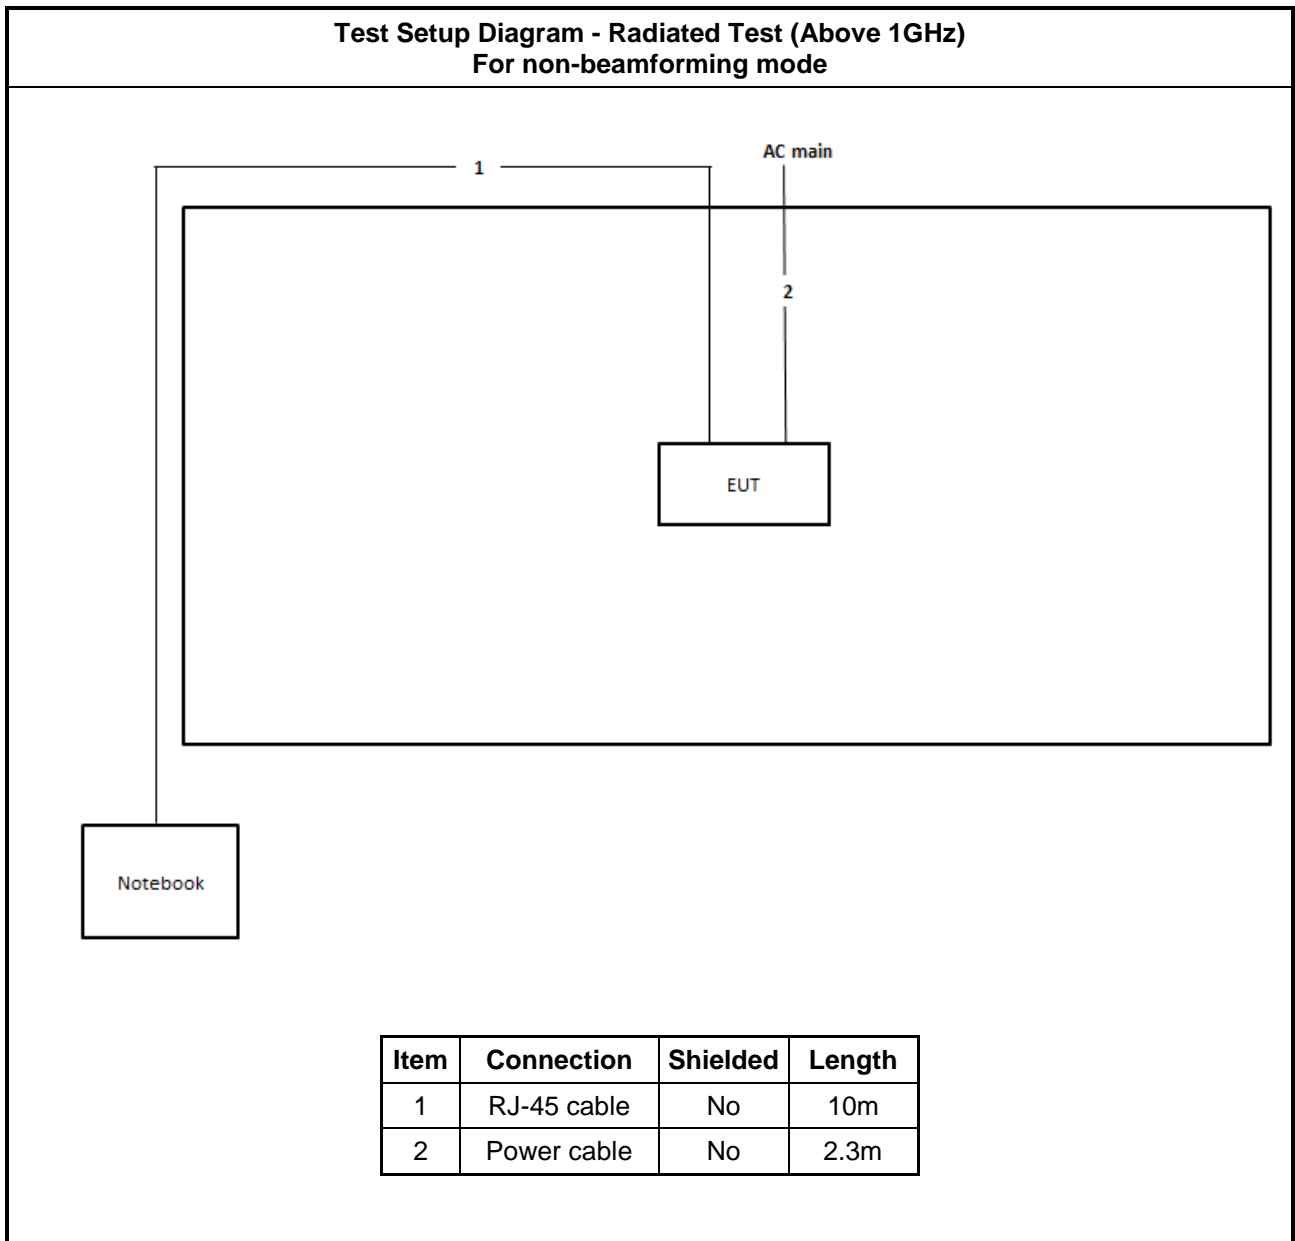 Test Setup Diagram - Radiated Test (Above 1GHz)
For non-beamforming mode
AC main
1
2
EUT
Notebook
Item Connection Shielded Length
1 RJ-45 cable No 10m
2 Power cable No 2.3m